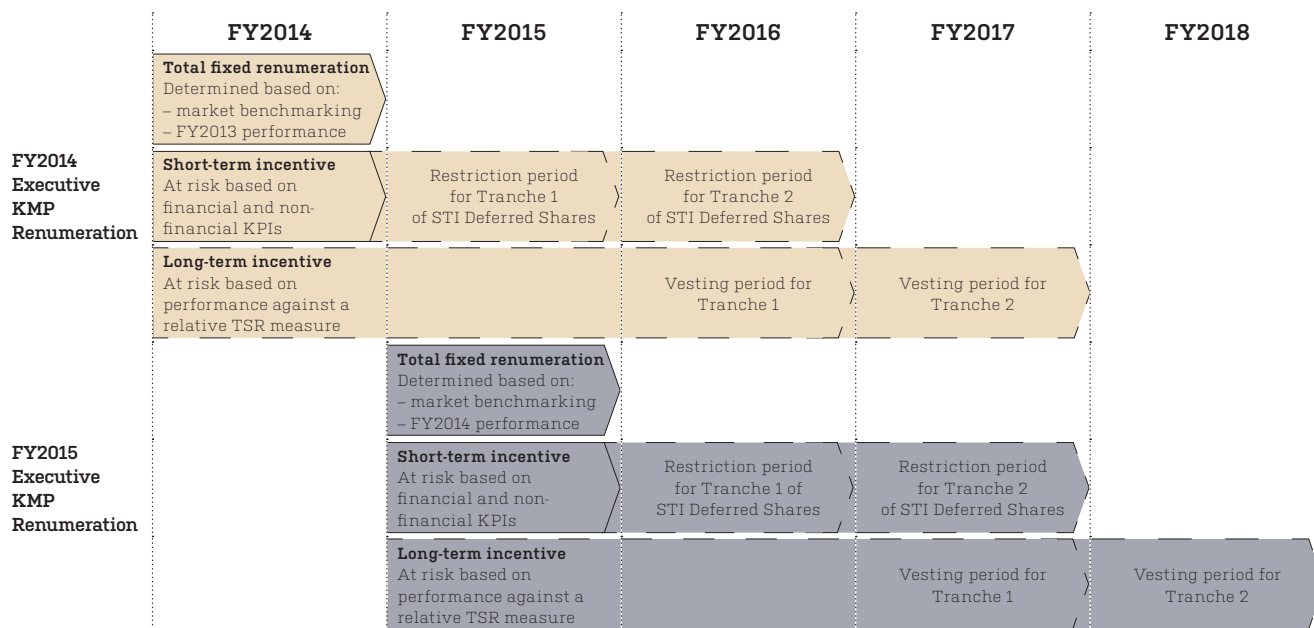 FY2014
FY2015
FY2016
FY2017
FY2018
FY2014
Executive
KMP
Renumeration
Total fixed renumeration
Determined based on:
– market benchmarking
– FY2013 performance
Short-term incentive
At risk based on
financial and non-
financial KPIs
Restriction period
for Tranche 1
of STI Deferred Shares
Restriction period
for Tranche 2
of STI Deferred Shares
Long-term incentive
At risk based on
performance against a
relative TSR measure
Vesting period for
Tranche 1
Vesting period for
Tranche 2
FY2015
Executive
KMP
Renumeration
Total fixed renumeration
Determined based on:
– market benchmarking
– FY2014 performance
Short-term incentive
At risk based on
financial and non-
financial KPIs
Restriction period
for Tranche 1 of
STI Deferred Shares
Restriction period
for Tranche 2
of STI Deferred Shares
Long-term incentive
At risk based on
performance against a
relative TSR measure
Vesting period for
Tranche 1
Vesting period for
Tranche 2